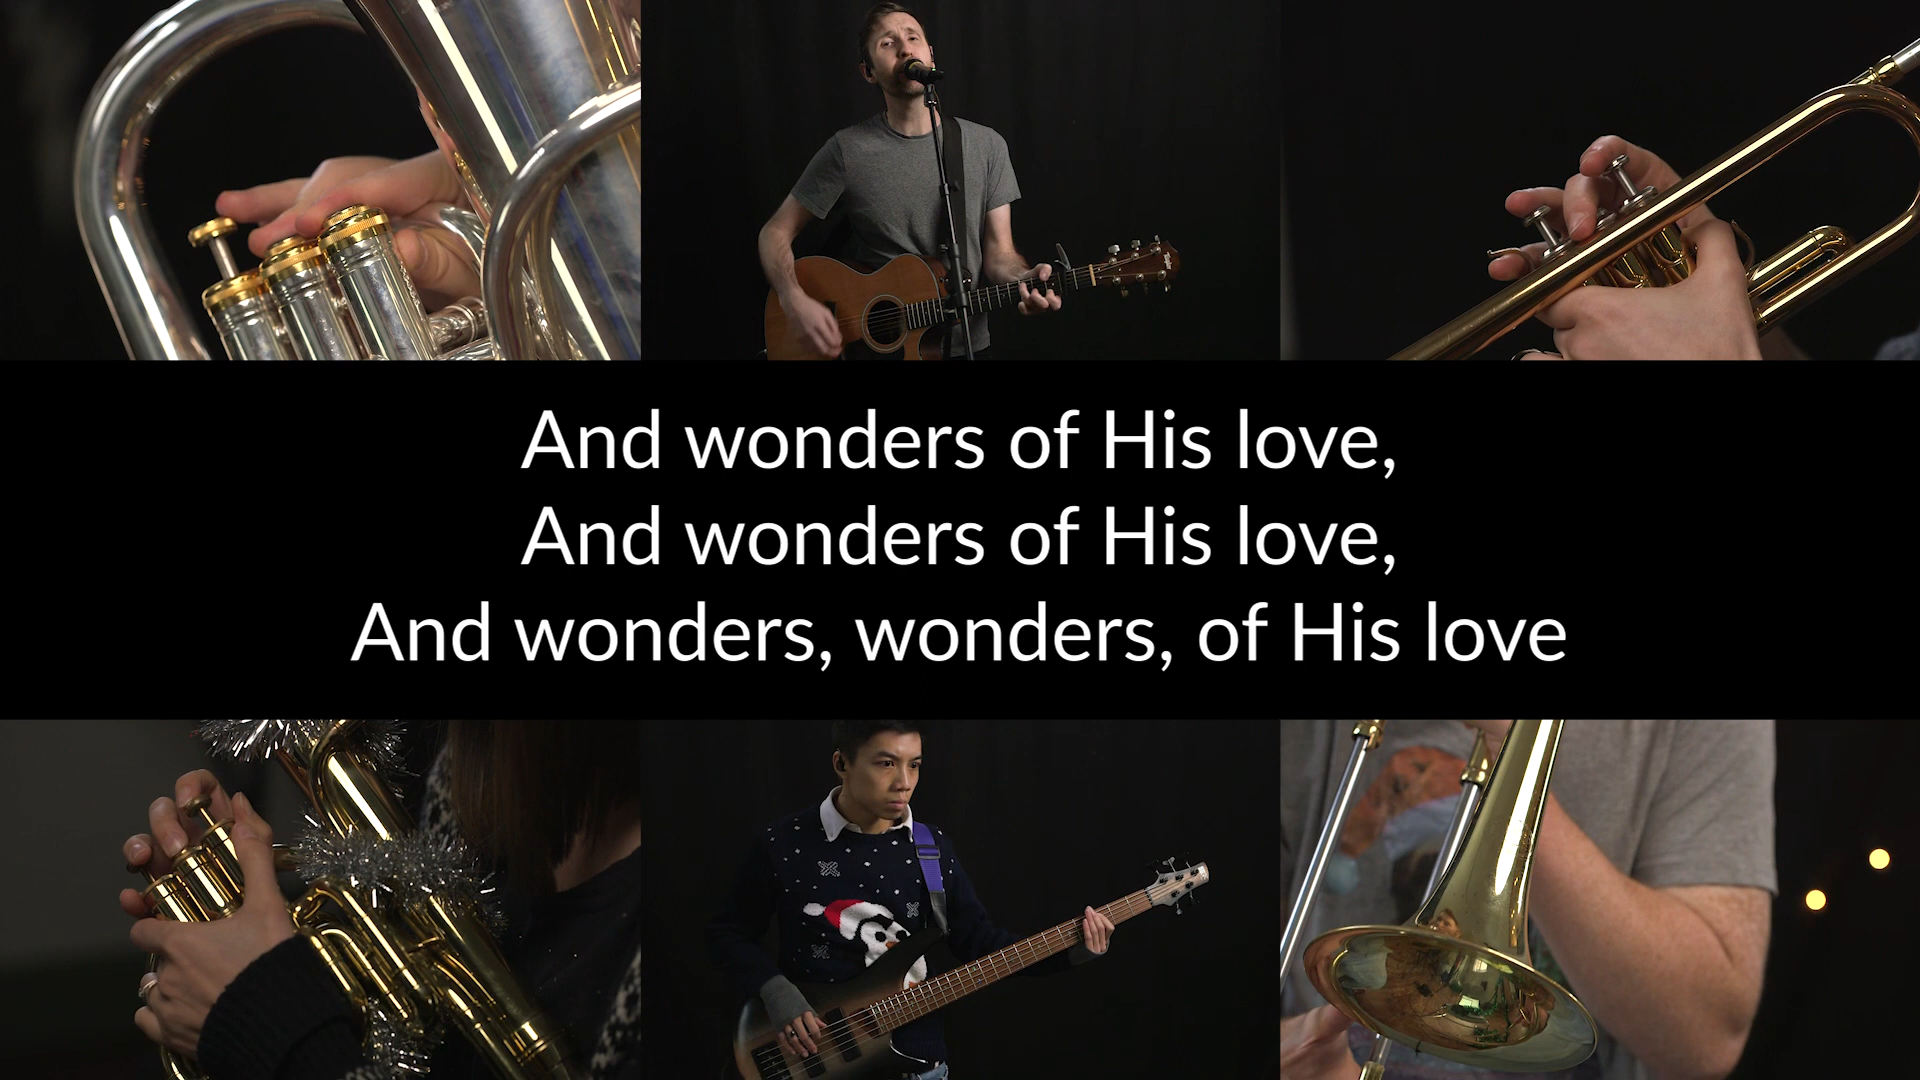 And wonders of His love,
And wonders of His love,
And wonders, wonders, of His love